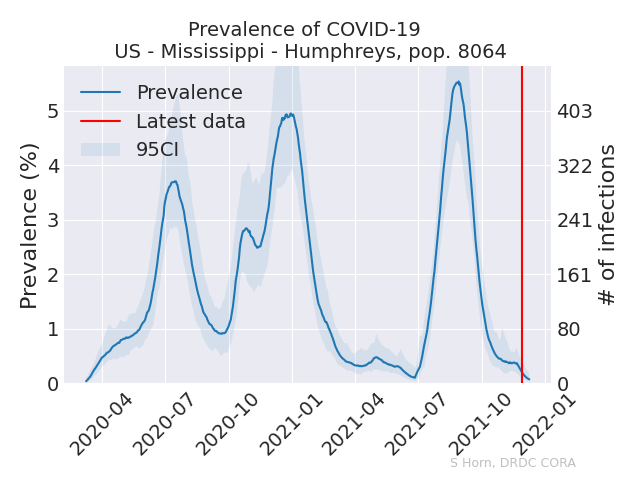 Prevalence of COVID-19
US - Mississippi - Humphreys, pop. 8064
Prevalence
Latest data
95CI
Prevalence (%)
5
4
3
2
1
0
403
322
241
161
80
0
# of infections
2020-04
2020-07
2020-10
2021-01
2021-04
2021-07
2021-10
2022-01
S Horn, DRDC CORA